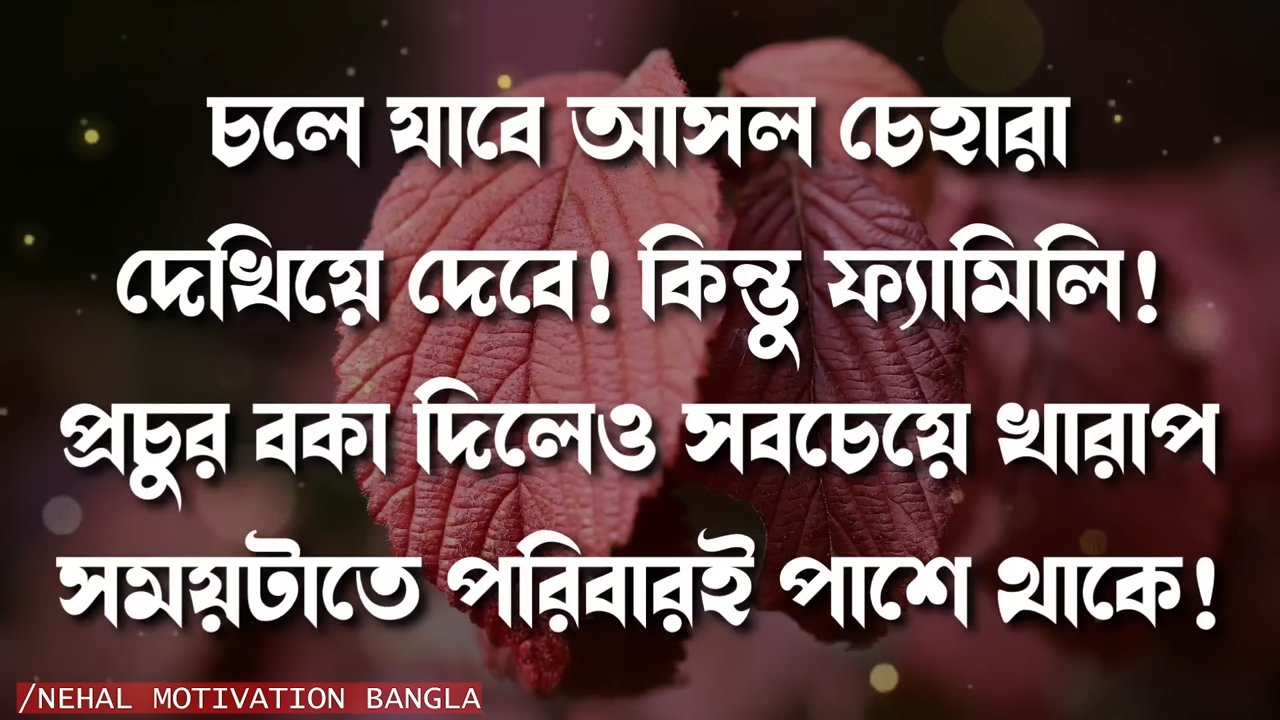 চলে যাবে আসল চেহারা
দেখিয়ে দেবে! কিন্তু ফ্যামিলি!
প্রচুর বকা দিলেও সবচেয়ে খারাপ
সময়টাতে পরিবারই পাশে থাকে!
/NEHAL MOTIVATION BANGLA